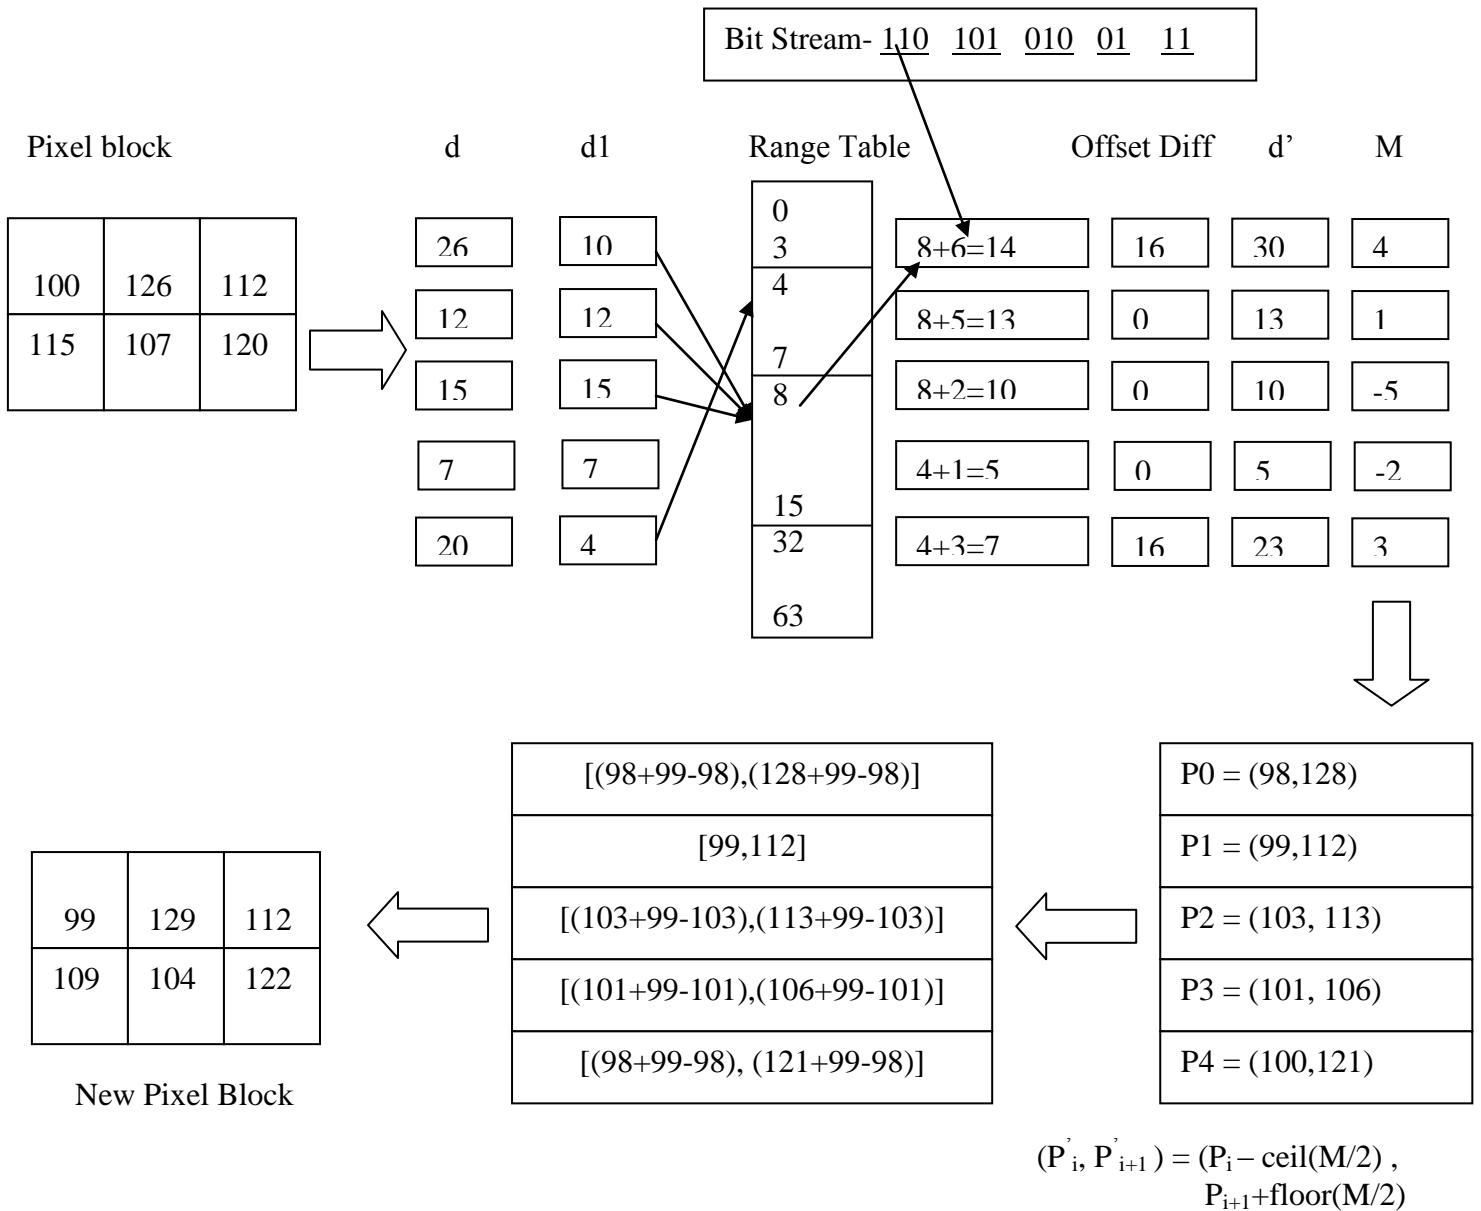 Bit Stream- 110 101 010 01 11
Pixel block d d1 Range Table Offset Diff d’ M
0
26 10 3 8+6=14 16 30 4
100 126 112 4
12 12 8+5=13 0 13 1
115 107 120 7
15 15 8 8+2=10 0 10 -5
7 7 4+1=5 0 5 -2
15
20 4 32 4+3=7 16 23 3
63
[(98+99-98),(128+99-98)] P0 = (98,128)
[99,112] P1 = (99,112)
99 129 112 [(103+99-103),(113+99-103)] P2 = (103, 113)
109 104 122 [(101+99-101),(106+99-101)] P3 = (101, 106)
[(98+99-98), (121+99-98)] P4 = (100,121)
New Pixel Block
(P’i, P’i+1 ) = (Pi – ceil(M/2) ,
Pi+1+floor(M/2)